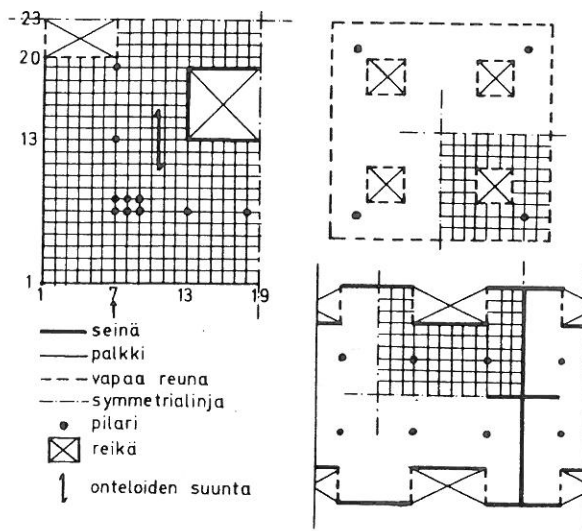 23
20
13
1
1
7
13
19
seinä
palkki
vapaa reuna
symmetrialinja
pilari
reikä
onteloiden suunta